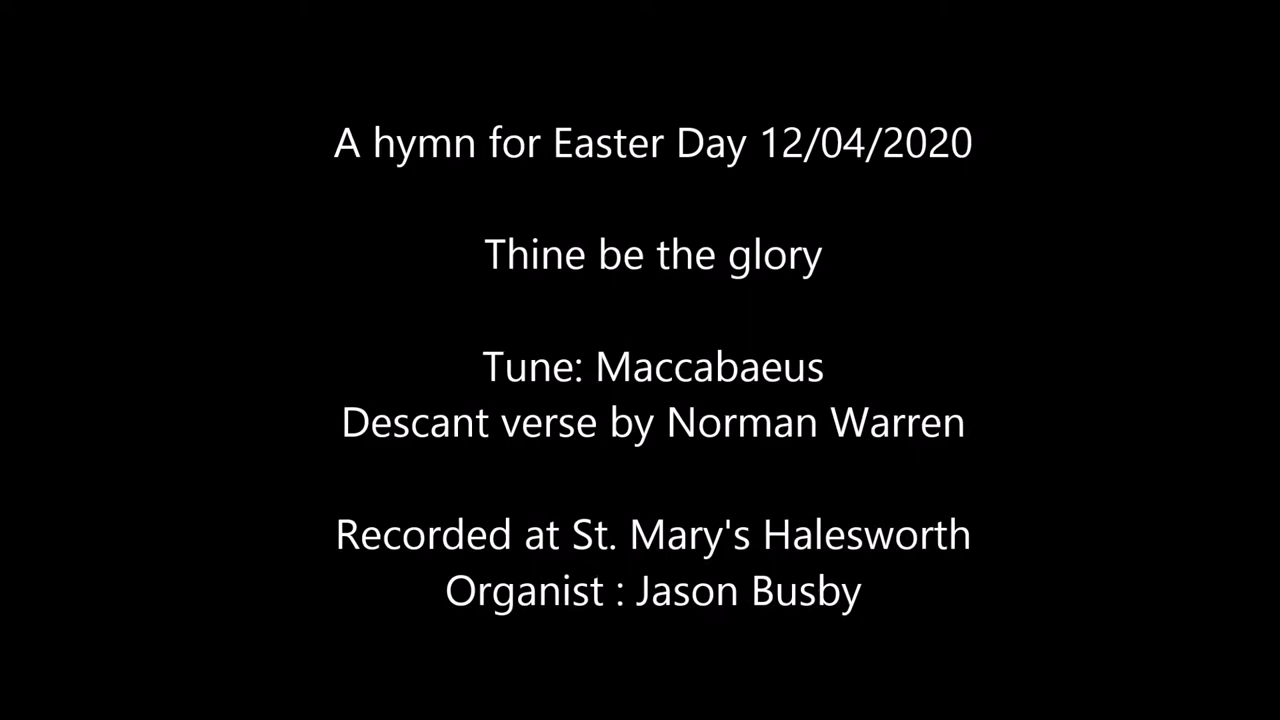 A hymn for Easter Day 12/04/2020
Thine be the glory
Tune: Maccabaeus
Descant verse by Norman Warren
Recorded at St. Mary's Halesworth
Organist : Jason Busby